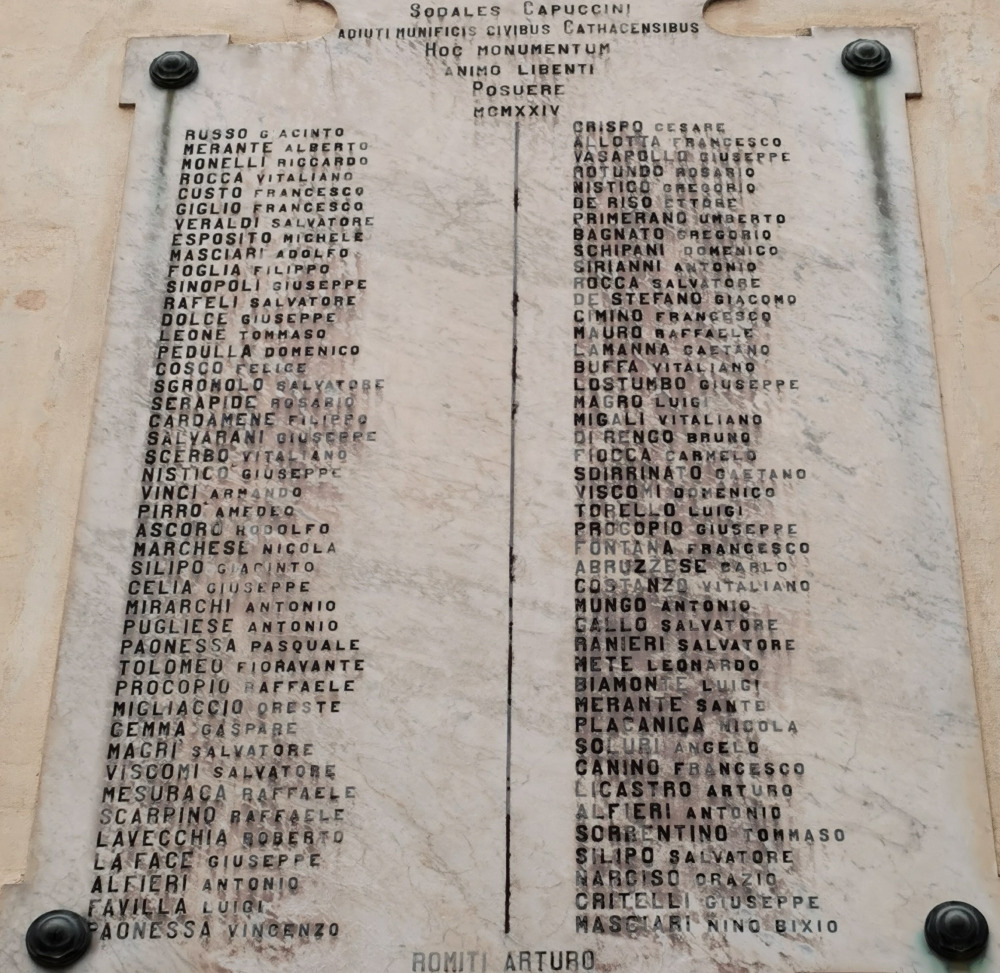 SODALES CAPUCCINI
ADIUTI MUNIFICIS CIVIBUS CATHACENSIBUS
HOC MONUMENTUM
ANIMO LIBENTI
POSUERE
MCMXXIV
RUSSO GIACINTO
MERANTE ALBERTO
MONELLI RICCARDO
ROCCA VITALIANO
CUSTO FRANCESCO
GIGLIO FRANCESCO
VERALDI SALVATORE
ESPOSITO MICHELE
MASCIARI ADOLFO
FOGLIA FILIPPO
SINOPOLI GIUSEPPE
RAFELI SALVATORE
DOLCE GIUSEPPE
LEONE TOMMASO
PEDULLA DOMENICO
COSCO FELICE
SGROMOLO SALVATORE
SERAPIDE ROSARIO
CARDAMENE FILIPPO
SALVARANI GIUSEPPE
SCERBO VITALIANO
NISTICO' GIUSEPPE
VINCI ARMANDO
PIRRO' AMEDEO
ASCORO RODOLFO
MARCHESE NICOLA
SILIPO GIACINTO
CELIA GIUSEPPE
MIRARCHI ANTONIO
PUGLIESE ANTONIO
PAONESSA PASQUALE
TOLOMEO FIORAVANTE
PROCOPIO RAFFAELE
MIGLIACCIO ORESTE
GEMMA GASPARE
MACRI' SALVATORE
VISCOMI SALVATORE
MESURACA RAFFAELE
SCARPINO RAFFAELE
LAVECCHIA ROBERTO
LA FACE GIUSEPPE
ALFIERI ANTONIO
FAVILLA LUIGI
PAONESSA VINCENZO
CRISPO CESARE
ALLOTTA FRANCESCO
VASAPOLLO GIUSEPPE
ROTUNDO ROSARIO
NISTICO GREGORIO
DE RISO ETTORE
PRIMERANO UMBERTO
BAGNATO GREGORIO
SCHIPANI DOMENICO
SIRIANNI ANTONIO
ROCCA SALVATORE
DE STEFANO GIACOMO
CIMINO FRANCESCO
MAURO RAFFAELE
LAMANNA GAETANO
BUFFA VITALIANO
LOSTUMBO GIUSEPPE
MAGRO LUIGI
MIGALI VITALIANO
DI RENGO BRUNO
FIOCCA CARMELO
SDIRRINATO GAETANO
VISCOMI DOMENICO
TORELLO LUIGI
PROCOPIO GIUSEPPE
FONTANA FRANCESCO
ABRUZZESE CARLO
COSTANZO VITALIANO
MUNGO ANTONIO
GALLO SALVATORE
RANIERI SALVATORE
METE LEONARDO
BIAMONTE LUIGI
MERANTE SANTE
PLACANICA NICOLA
SOLURI ANGELO
CANINO FRANCESCO
LICASTRO ARTURO
ALFIERI ANTONIO
SORRENTINO TOMMASO
SILIPO SALVATORE
NARCISO ORAZIO
CRITELLI GIUSEPPE
MASCIARI NINO BIXIO
ROMITI ARTURO